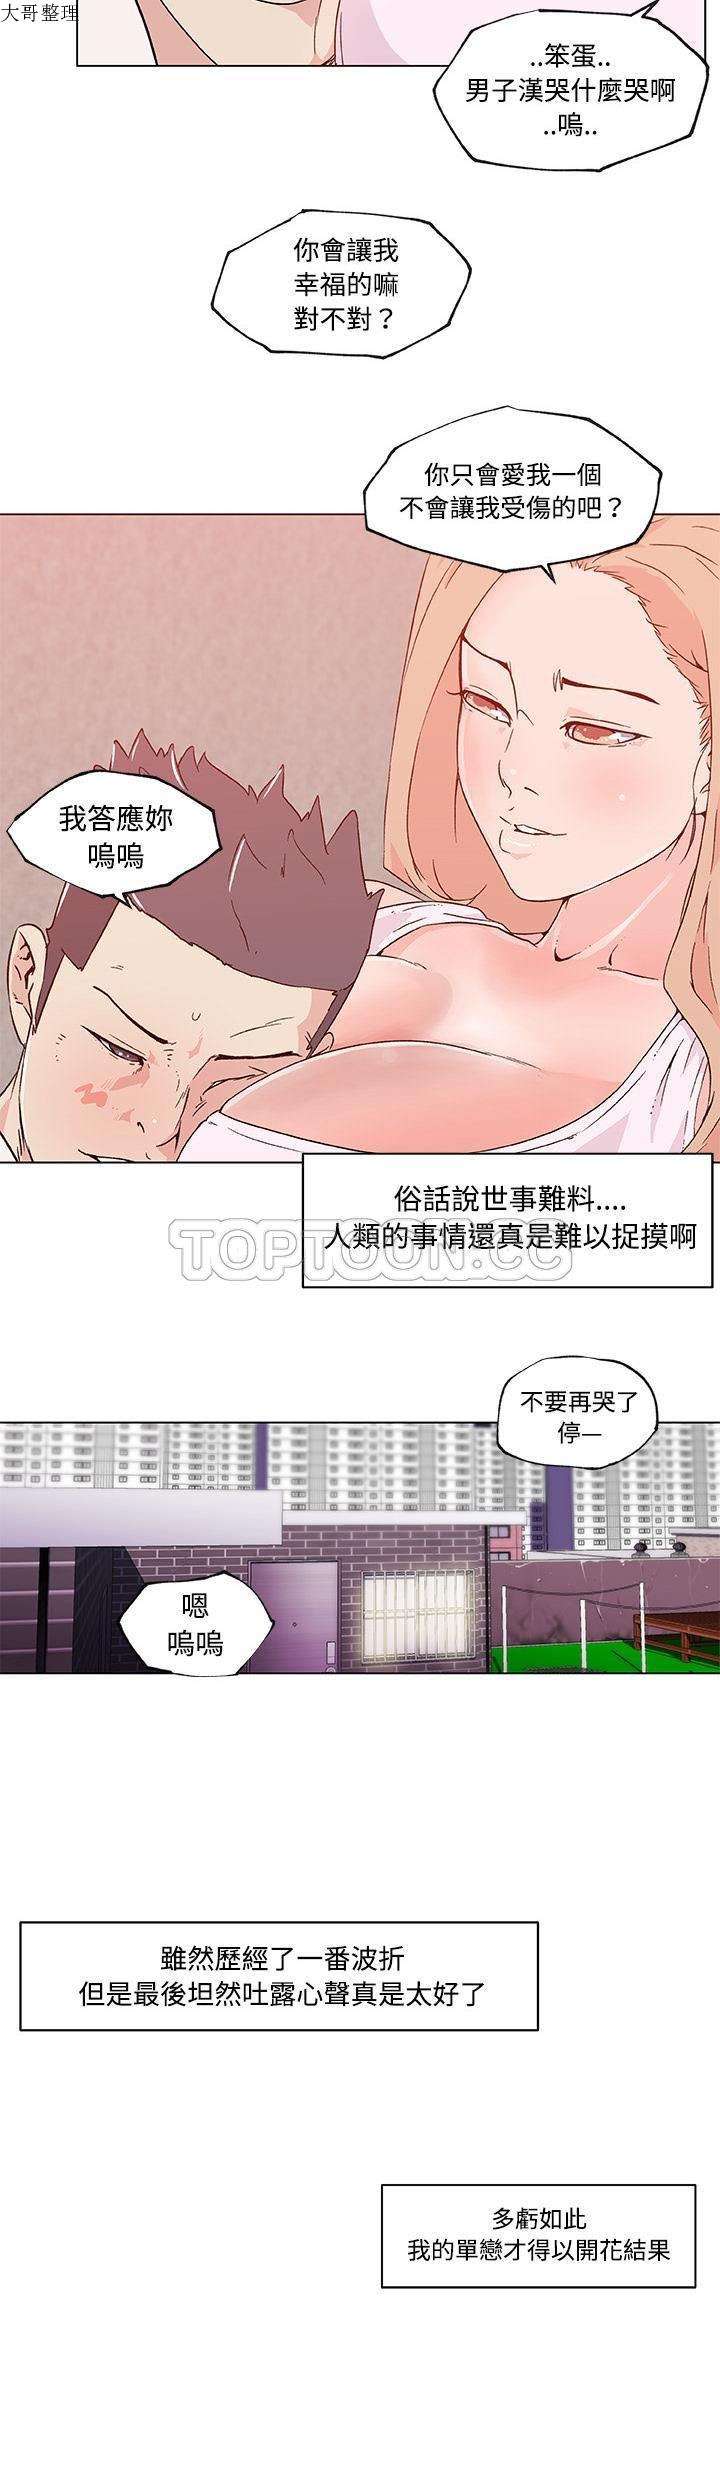 大哥整理
..笨蛋..
男子漢哭什麼哭啊
..嗚..
你會讓我
幸福的嘛
對不對？
你只會愛我一個
不會讓我受傷的吧？
我答應妳
嗚嗚
俗話說世事難料....
人類的事情還真是難以捉摸啊
TOPTOON.CC
不要再哭了
停—
嗯
嗚嗚
雖然歷經了一番波折
但是最後坦然吐露心聲真是太好了
多虧如此
我的單戀才得以開花結果